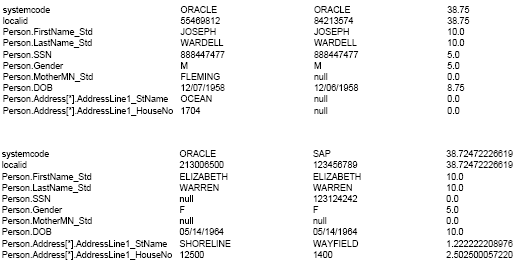 systemcode ORACLE ORACLE 38.75
localid 55469812 84213574 38.75
Person.FirstName_Std JOSEPH JOSEPH 10.0
Person.LastName_Std WARDELL WARDELL 10.0
Person.SSN 888447477 888447477 5.0
Person.Gender M M 5.0
Person.MotherMN_Std FLEMING null 0.0
Person.DOB 12/07/1958 12/06/1958 8.75
Person.Address[*].AddressLine1_StName OCEAN null 0.0
Person.Address[*].AddressLine1_HouseNo 1704 null 0.0
systemcode ORACLE SAP 38.72472226619
localid 213006500 123456789 38.72472226619
Person.FirstName_Std ELIZABETH ELIZABETH 10.0
Person.LastName_Std WARREN WARREN 10.0
Person.SSN null 123124242 0.0
Person.Gender F F 5.0
Person.MotherMN_Std null null 0.0
Person.DOB 05/14/1964 05/14/1964 10.0
Person.Address[*].AddressLine1_StName SHORELINE WAYFIELD 1.222222208976
Person.Address[*].AddressLine1_HouseNo 12500 1400 2.502500057220